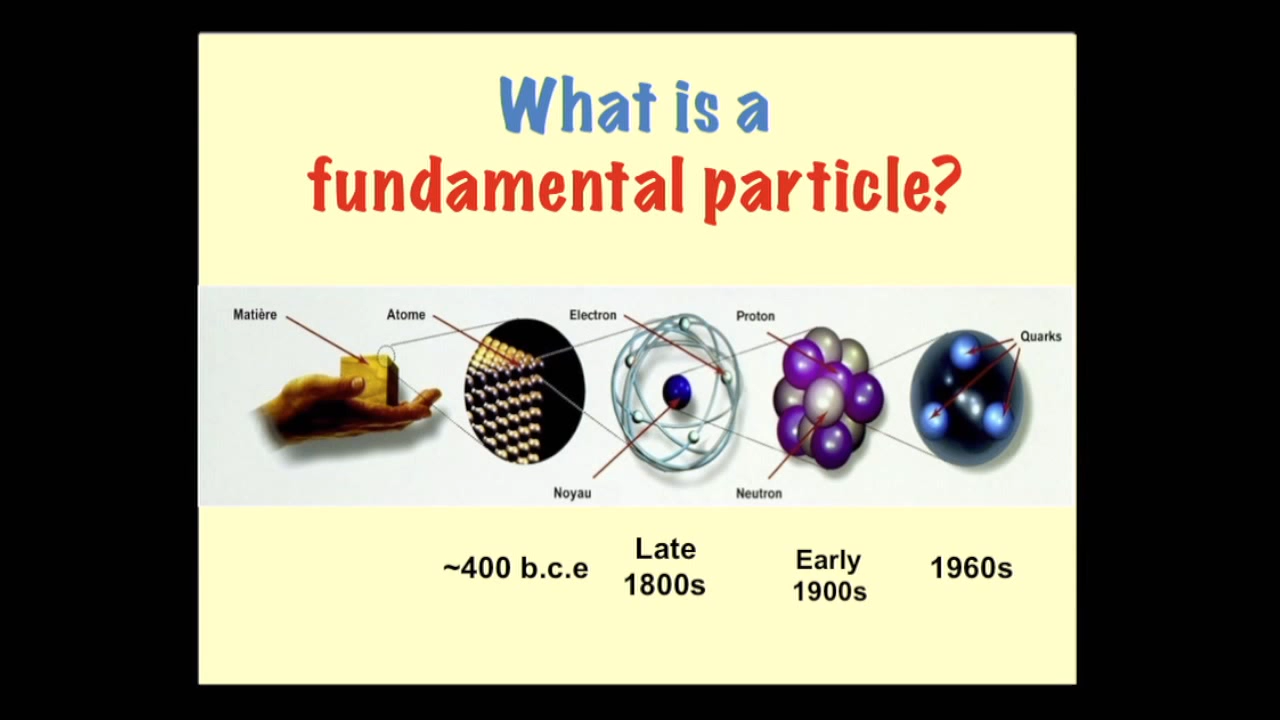 What is a
fundamental particle?
Matière
Atome
Electron
Proton
Quarks
Noyau
Neutron
~400 b.c.e
Late
1800s
Early
1900s
1960s